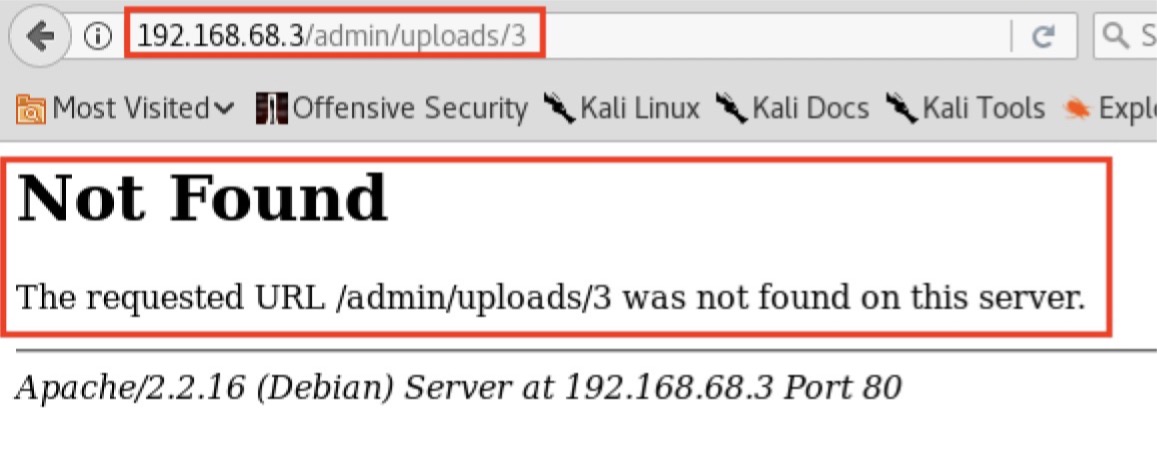 192.168.68.3/admin/uploads/3
Most Visited Offensive Security Kali Linux Kali Docs Kali Tools
Not Found
The requested URL /admin/uploads/3 was not found on this server.
Apache/2.2.16 (Debian) Server at 192.168.68.3 Port 80